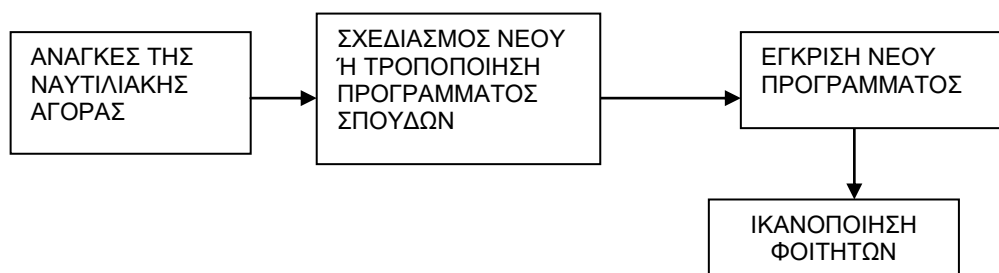 ΑΝΑΓΚΕΣ ΤΗΣ
ΝΑΥΤΙΛΙΑΚΗΣ
ΑΓΟΡΑΣ
ΣΧΕΔΙΑΣΜΟΣ ΝΕΟΥ
Ή ΤΡΟΠΟΠΟΙΗΣΗ
ΠΡΟΓΡΑΜΜΑΤΟΣ
ΣΠΟΥΔΩΝ
ΕΓΚΡΙΣΗ ΝΕΟΥ
ΠΡΟΓΡΑΜΜΑΤΟΣ
ΙΚΑΝΟΠΟΙΗΣΗ
ΦΟΙΤΗΤΩΝ